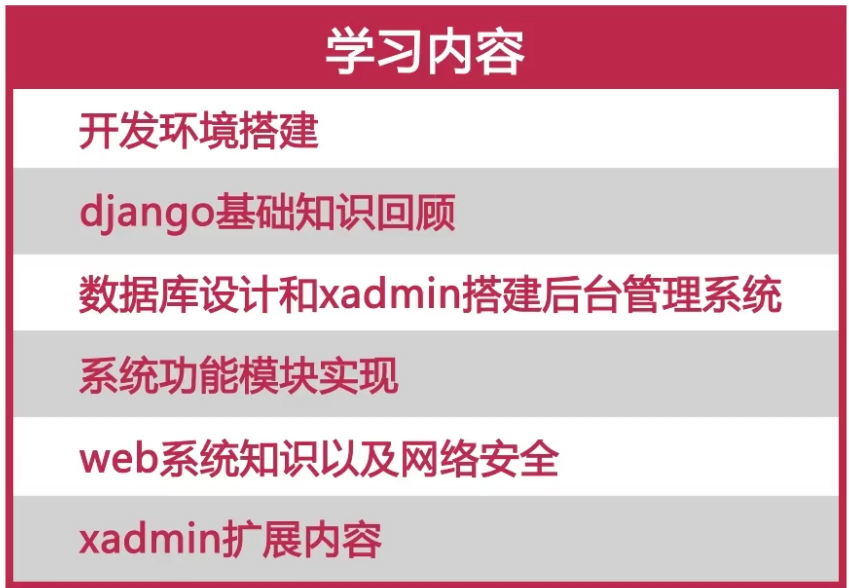 学习内容
开发环境搭建
django基础知识回顾
数据库设计和xadmin搭建后台管理系统
系统功能模块实现
web系统知识以及网络安全
xadmin扩展内容